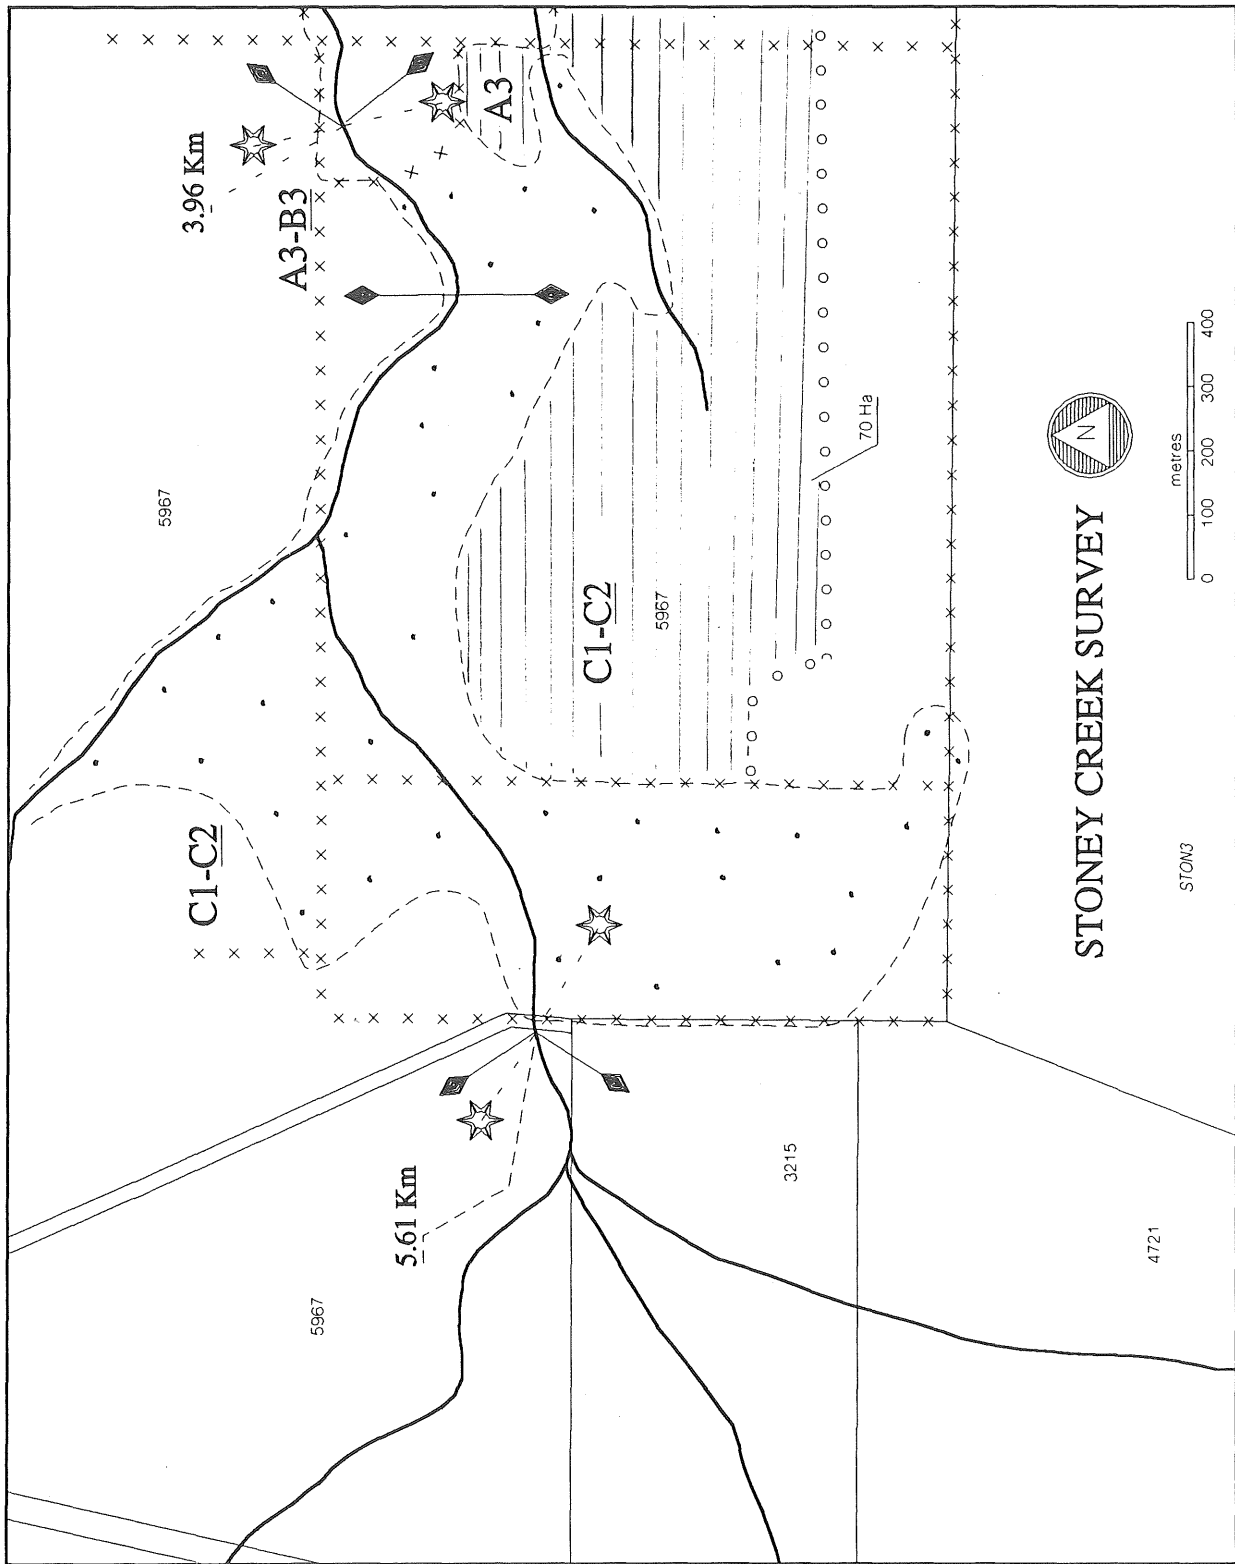 3.96 Km
A3
A3-B3
5967
C1-C2
C1-C2
5967
70 Ha
5.61 Km
5967
3215
4721
STONEY CREEK SURVEY
N
metres
0 100 200 300 400
STON3